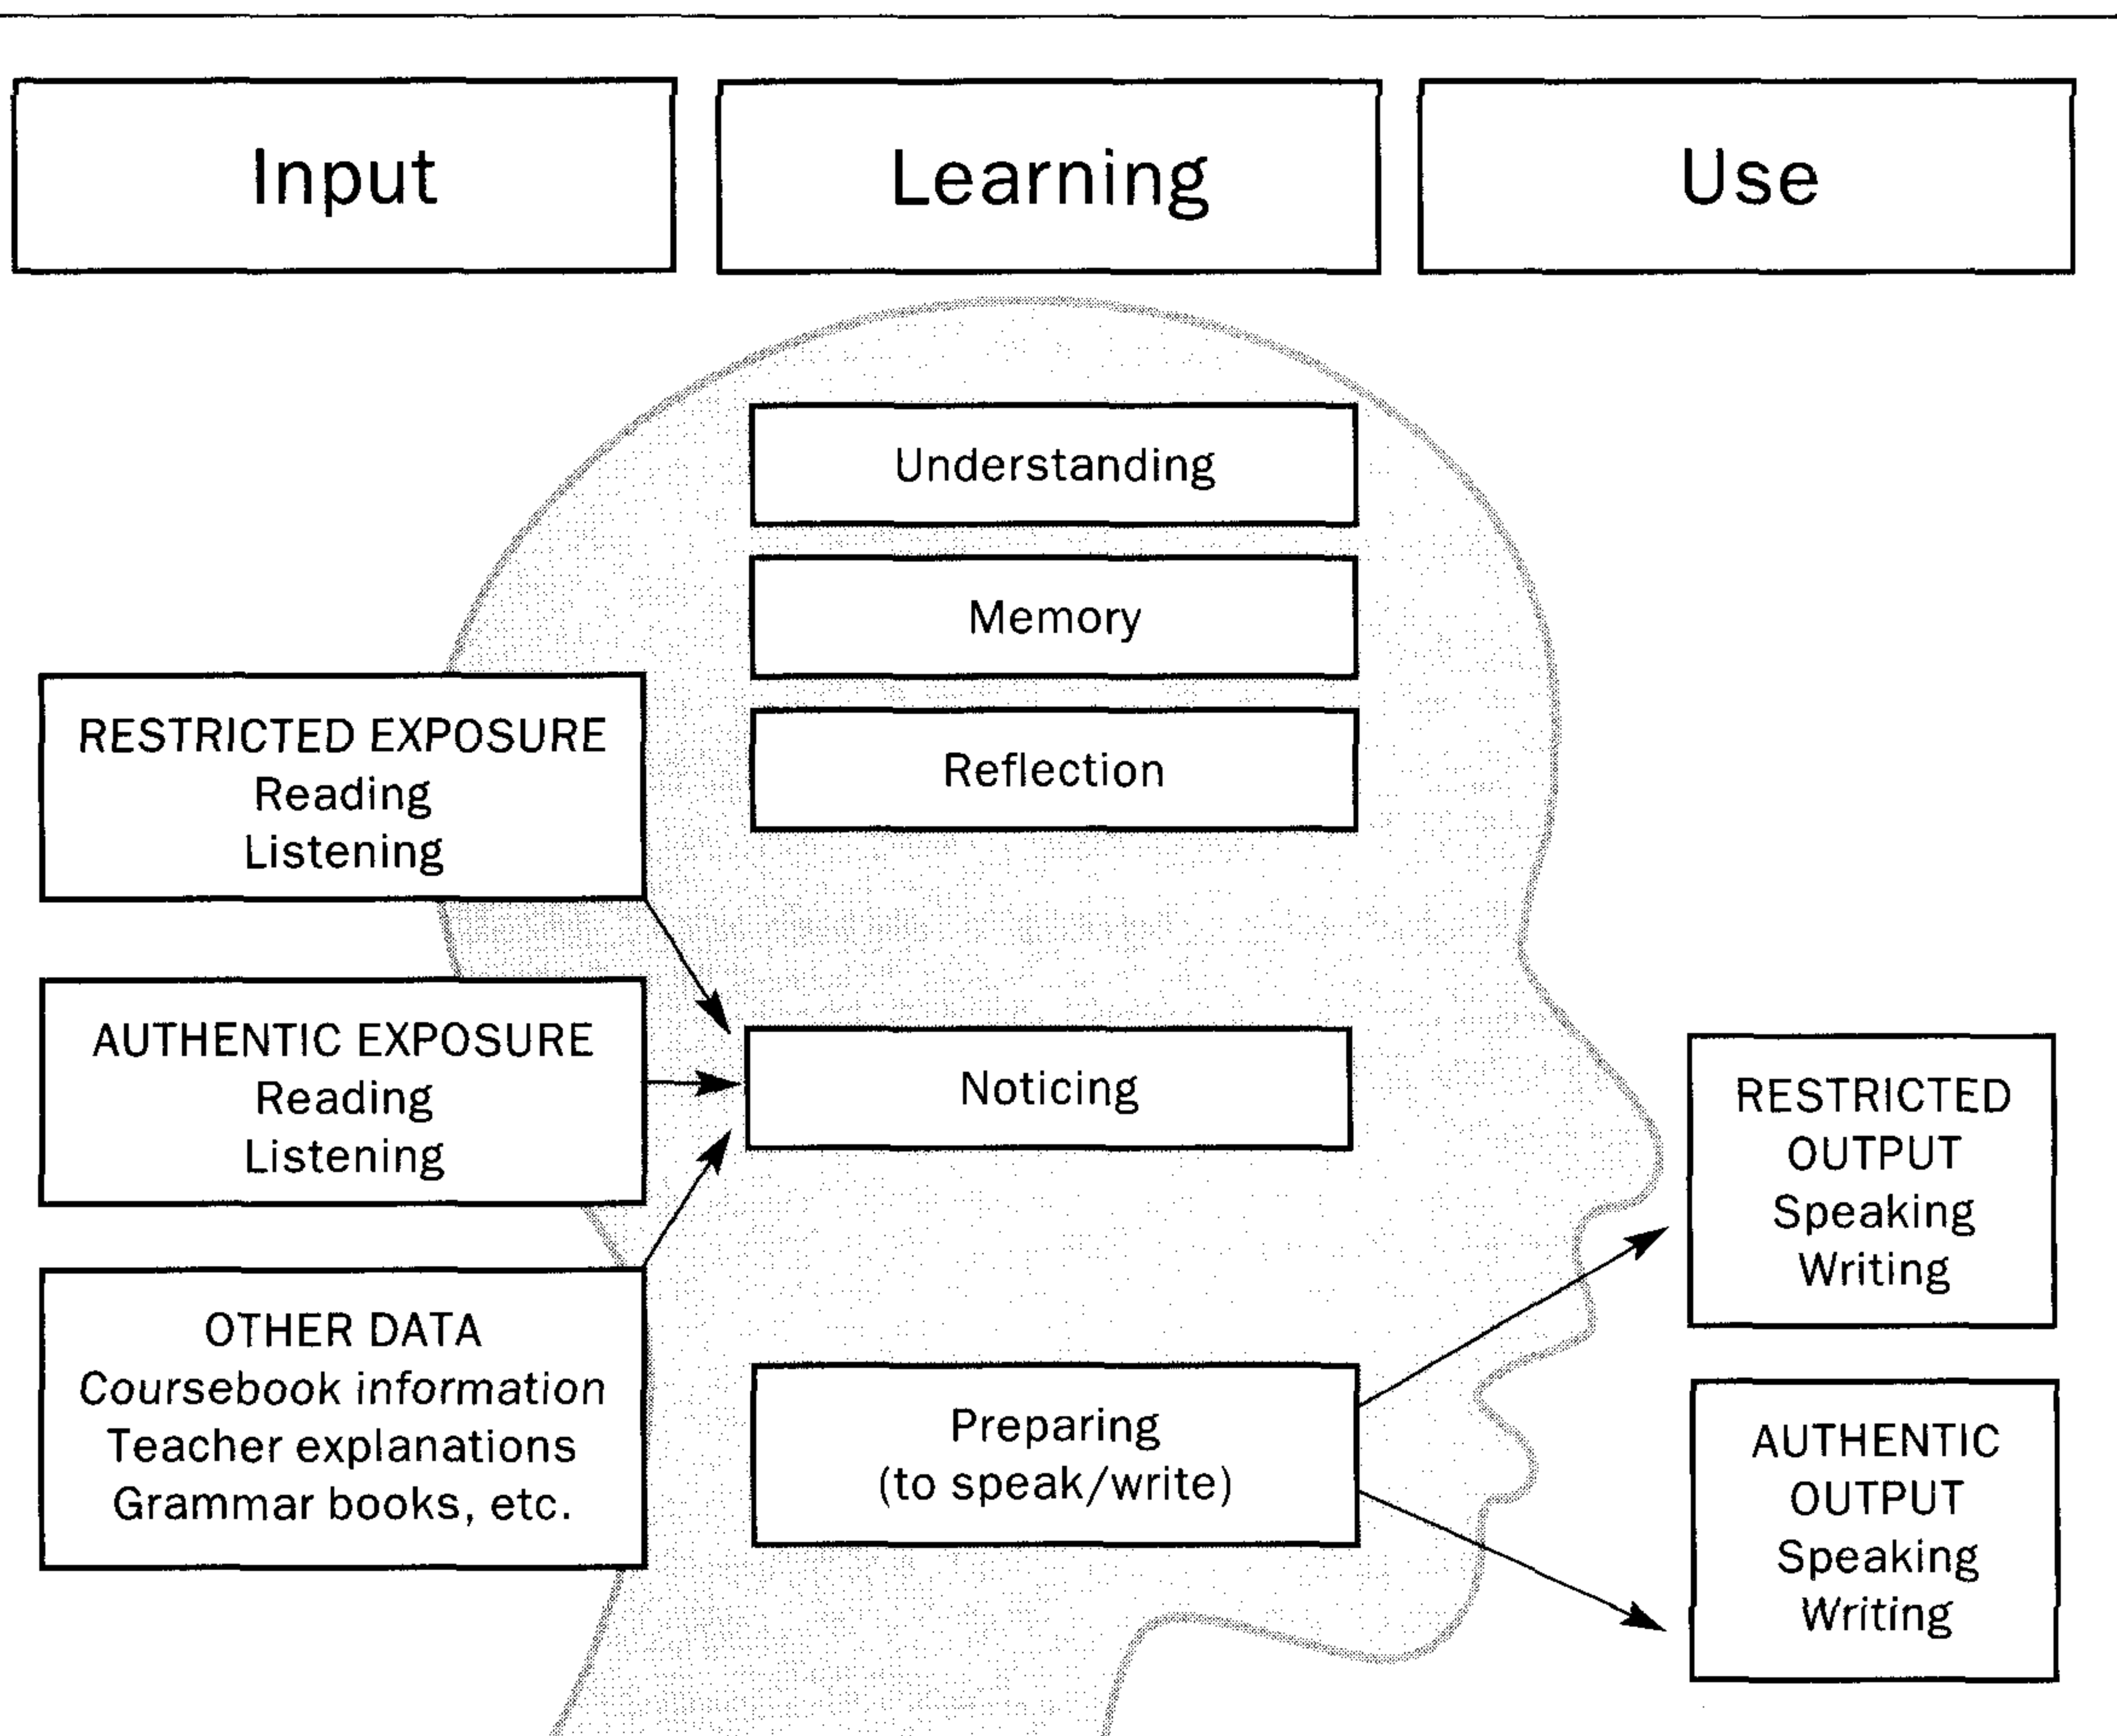 Input
Learning
Use
Understanding
Memory
Reflection
RESTRICTED EXPOSURE
Reading
Listening
AUTHENTIC EXPOSURE
Reading
Listening
OTHER DATA
Coursebook information
Teacher explanations
Grammar books, etc.
Noticing
Preparing
(to speak/write)
RESTRICTED
OUTPUT
Speaking
Writing
AUTHENTIC
OUTPUT
Speaking
Writing